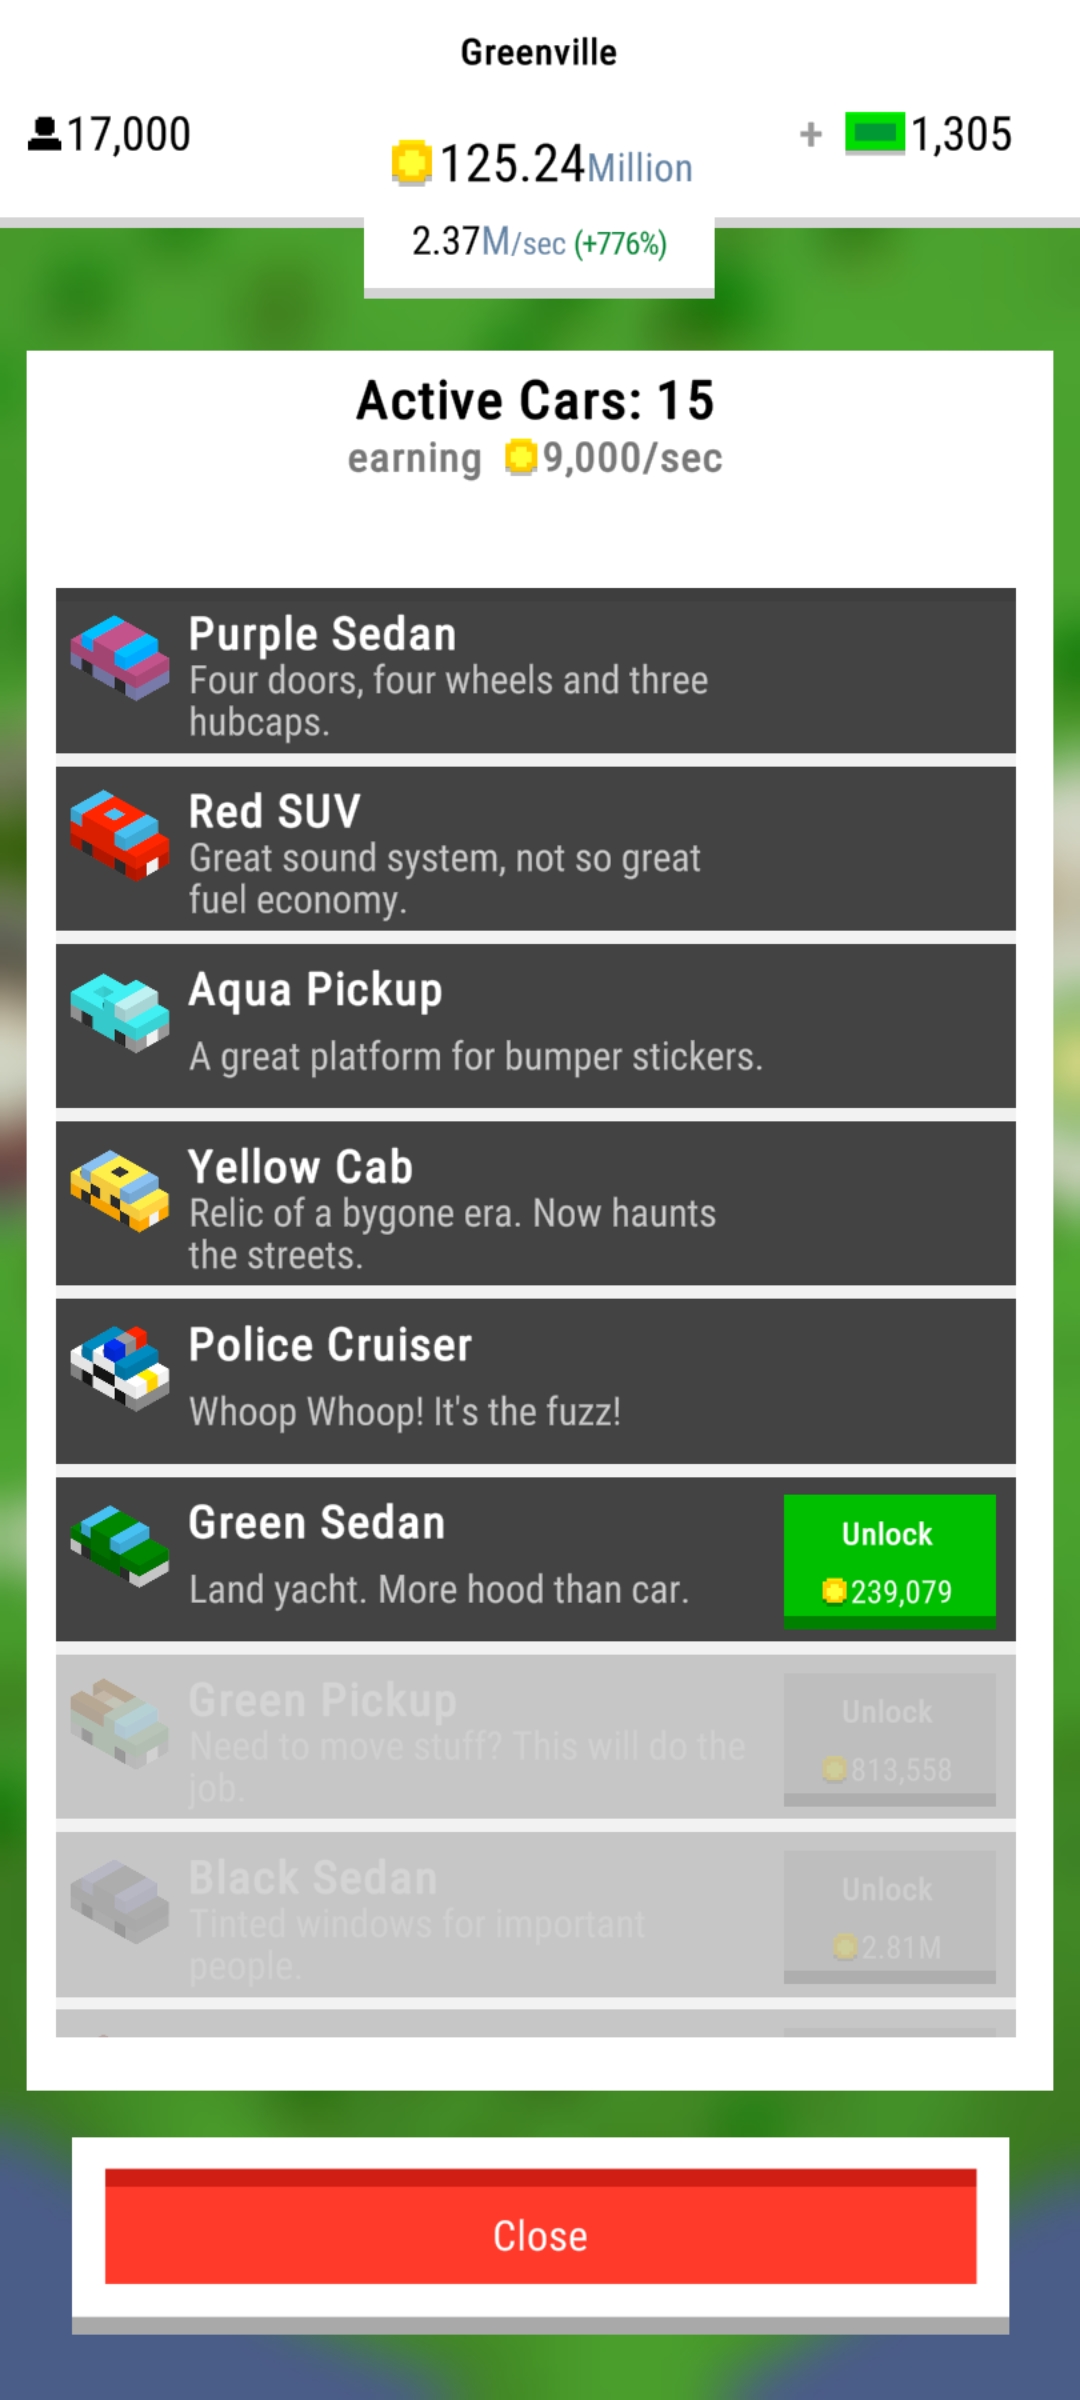 Greenville
17,000
125.24Million
+ 1,305
2.37M/sec (+776%)
Active Cars: 15
earning 9,000/sec
Purple Sedan
Four doors, four wheels and three
hubcaps.
Red SUV
Great sound system, not so great
fuel economy.
Aqua Pickup
A great platform for bumper stickers.
Yellow Cab
Relic of a bygone era. Now haunts
the streets.
Police Cruiser
Whoop Whoop! It's the fuzz!
Green Sedan
Land yacht. More hood than car.
Unlock
239,079
Green Pickup
Need to move stuff? This will do the
job.
Unlock
813,558
Black Sedan
Tinted windows for important
people.
Unlock
2.81M
Close